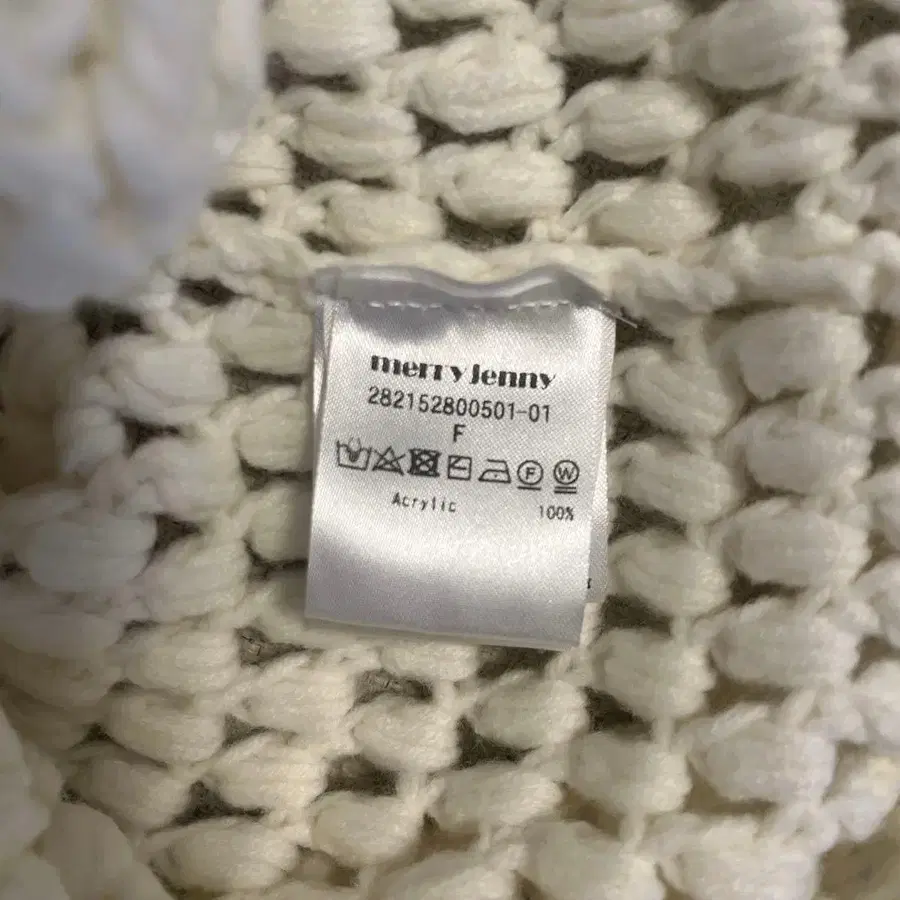 merry jenny
282152800501-01
F
F W
Acrylic 100%